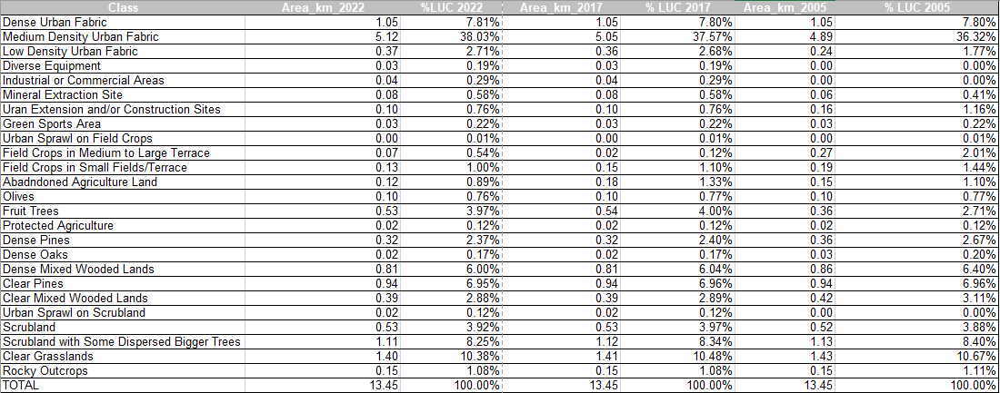 Class Area_km_2022 %LUC 2022 Area_km_2017 %LUC 2017 Area_km_2005 % LUC 2005
Dense Urban Fabric 1.05 7.81% 1.05 7.80% 1.05 7.80%
Medium Density Urban Fabric 5.12 38.03% 5.05 37.57% 4.89 36.32%
Low Density Urban Fabric 0.37 2.71% 0.36 2.68% 0.24 1.77%
Diverse Equipment 0.03 0.19% 0.03 0.19% 0.00 0.00%
Industrial or Commercial Areas 0.04 0.29% 0.04 0.29% 0.00 0.00%
Mineral Extraction Site 0.08 0.58% 0.08 0.58% 0.06 0.41%
Uran Extension and/or Construction Sites 0.10 0.76% 0.10 0.76% 0.16 1.16%
Green Sports Area 0.03 0.22% 0.03 0.22% 0.03 0.22%
Urban Sprawl on Field Crops 0.00 0.01% 0.00 0.01% 0.00 0.01%
Field Crops in Medium to Large Terrace 0.07 0.54% 0.02 0.12% 0.27 2.01%
Field Crops in Small Fields/Terrace 0.13 1.00% 0.15 1.10% 0.19 1.44%
Abadndoned Agriculture Land 0.12 0.89% 0.18 1.33% 0.15 1.10%
Olives 0.10 0.76% 0.10 0.77% 0.10 0.77%
Fruit Trees 0.53 3.97% 0.54 4.00% 0.36 2.71%
Protected Agriculture 0.02 0.12% 0.02 0.12% 0.02 0.12%
Dense Pines 0.32 2.37% 0.32 2.40% 0.36 2.67%
Dense Oaks 0.02 0.17% 0.02 0.17% 0.03 0.20%
Dense Mixed Wooded Lands 0.81 6.00% 0.81 6.04% 0.86 6.40%
Clear Pines 0.94 6.95% 0.94 6.96% 0.94 6.96%
Clear Mixed Wooded Lands 0.39 2.88% 0.39 2.89% 0.42 3.11%
Urban Sprawl on Scrubland 0.02 0.12% 0.02 0.12% 0.00 0.00%
Scrubland 0.53 3.92% 0.53 3.97% 0.52 3.88%
Scrubland with Some Dispersed Bigger Trees 1.11 8.25% 1.12 8.34% 1.13 8.40%
Clear Grasslands 1.40 10.38% 1.41 10.48% 1.43 10.67%
Rocky Outcrops 0.15 1.08% 0.15 1.08% 0.15 1.11%
TOTAL 13.45 100.00% 13.45 100.00% 13.45 100.00%